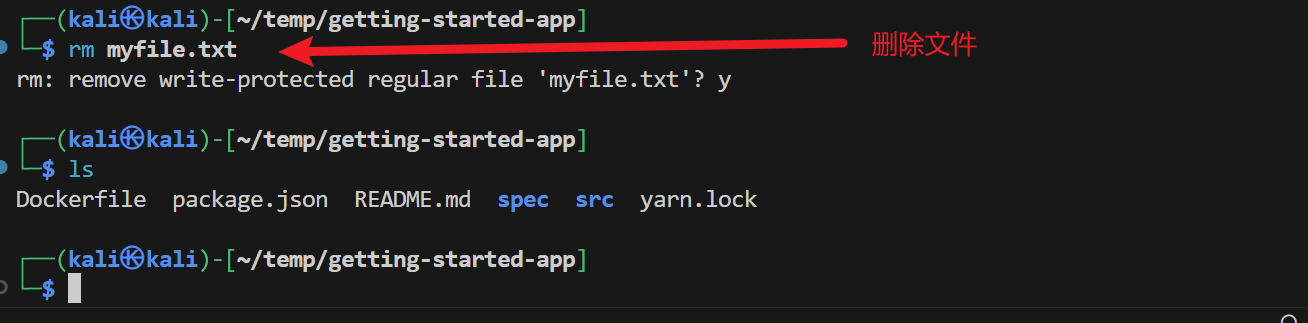 ┌──(kali㉿kali)-[~/temp/getting-started-app]
└─$ rm myfile.txt 删除文件
rm: remove write-protected regular file 'myfile.txt'? y
┌──(kali㉿kali)-[~/temp/getting-started-app]
└─$ ls
Dockerfile package.json README.md spec src yarn.lock
┌──(kali㉿kali)-[~/temp/getting-started-app]
└─$